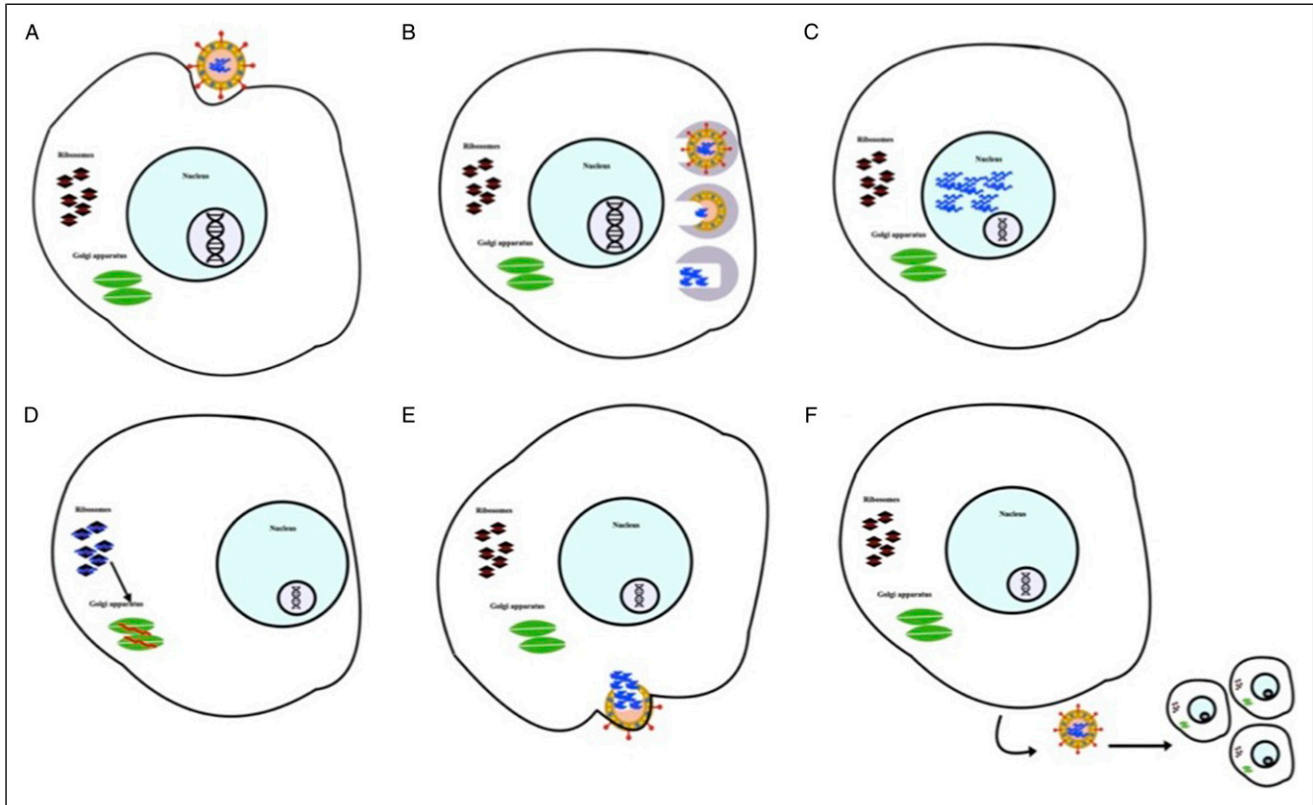 A
Ribosomes
Nucleus
Golgi apparatus
B
Ribosomes
Nucleus
Golgi apparatus
C
Ribosomes
Nucleus
Golgi apparatus
D
Ribosomes
Nucleus
Golgi apparatus
E
Ribosomes
Nucleus
Golgi apparatus
F
Ribosomes
Nucleus
Golgi apparatus